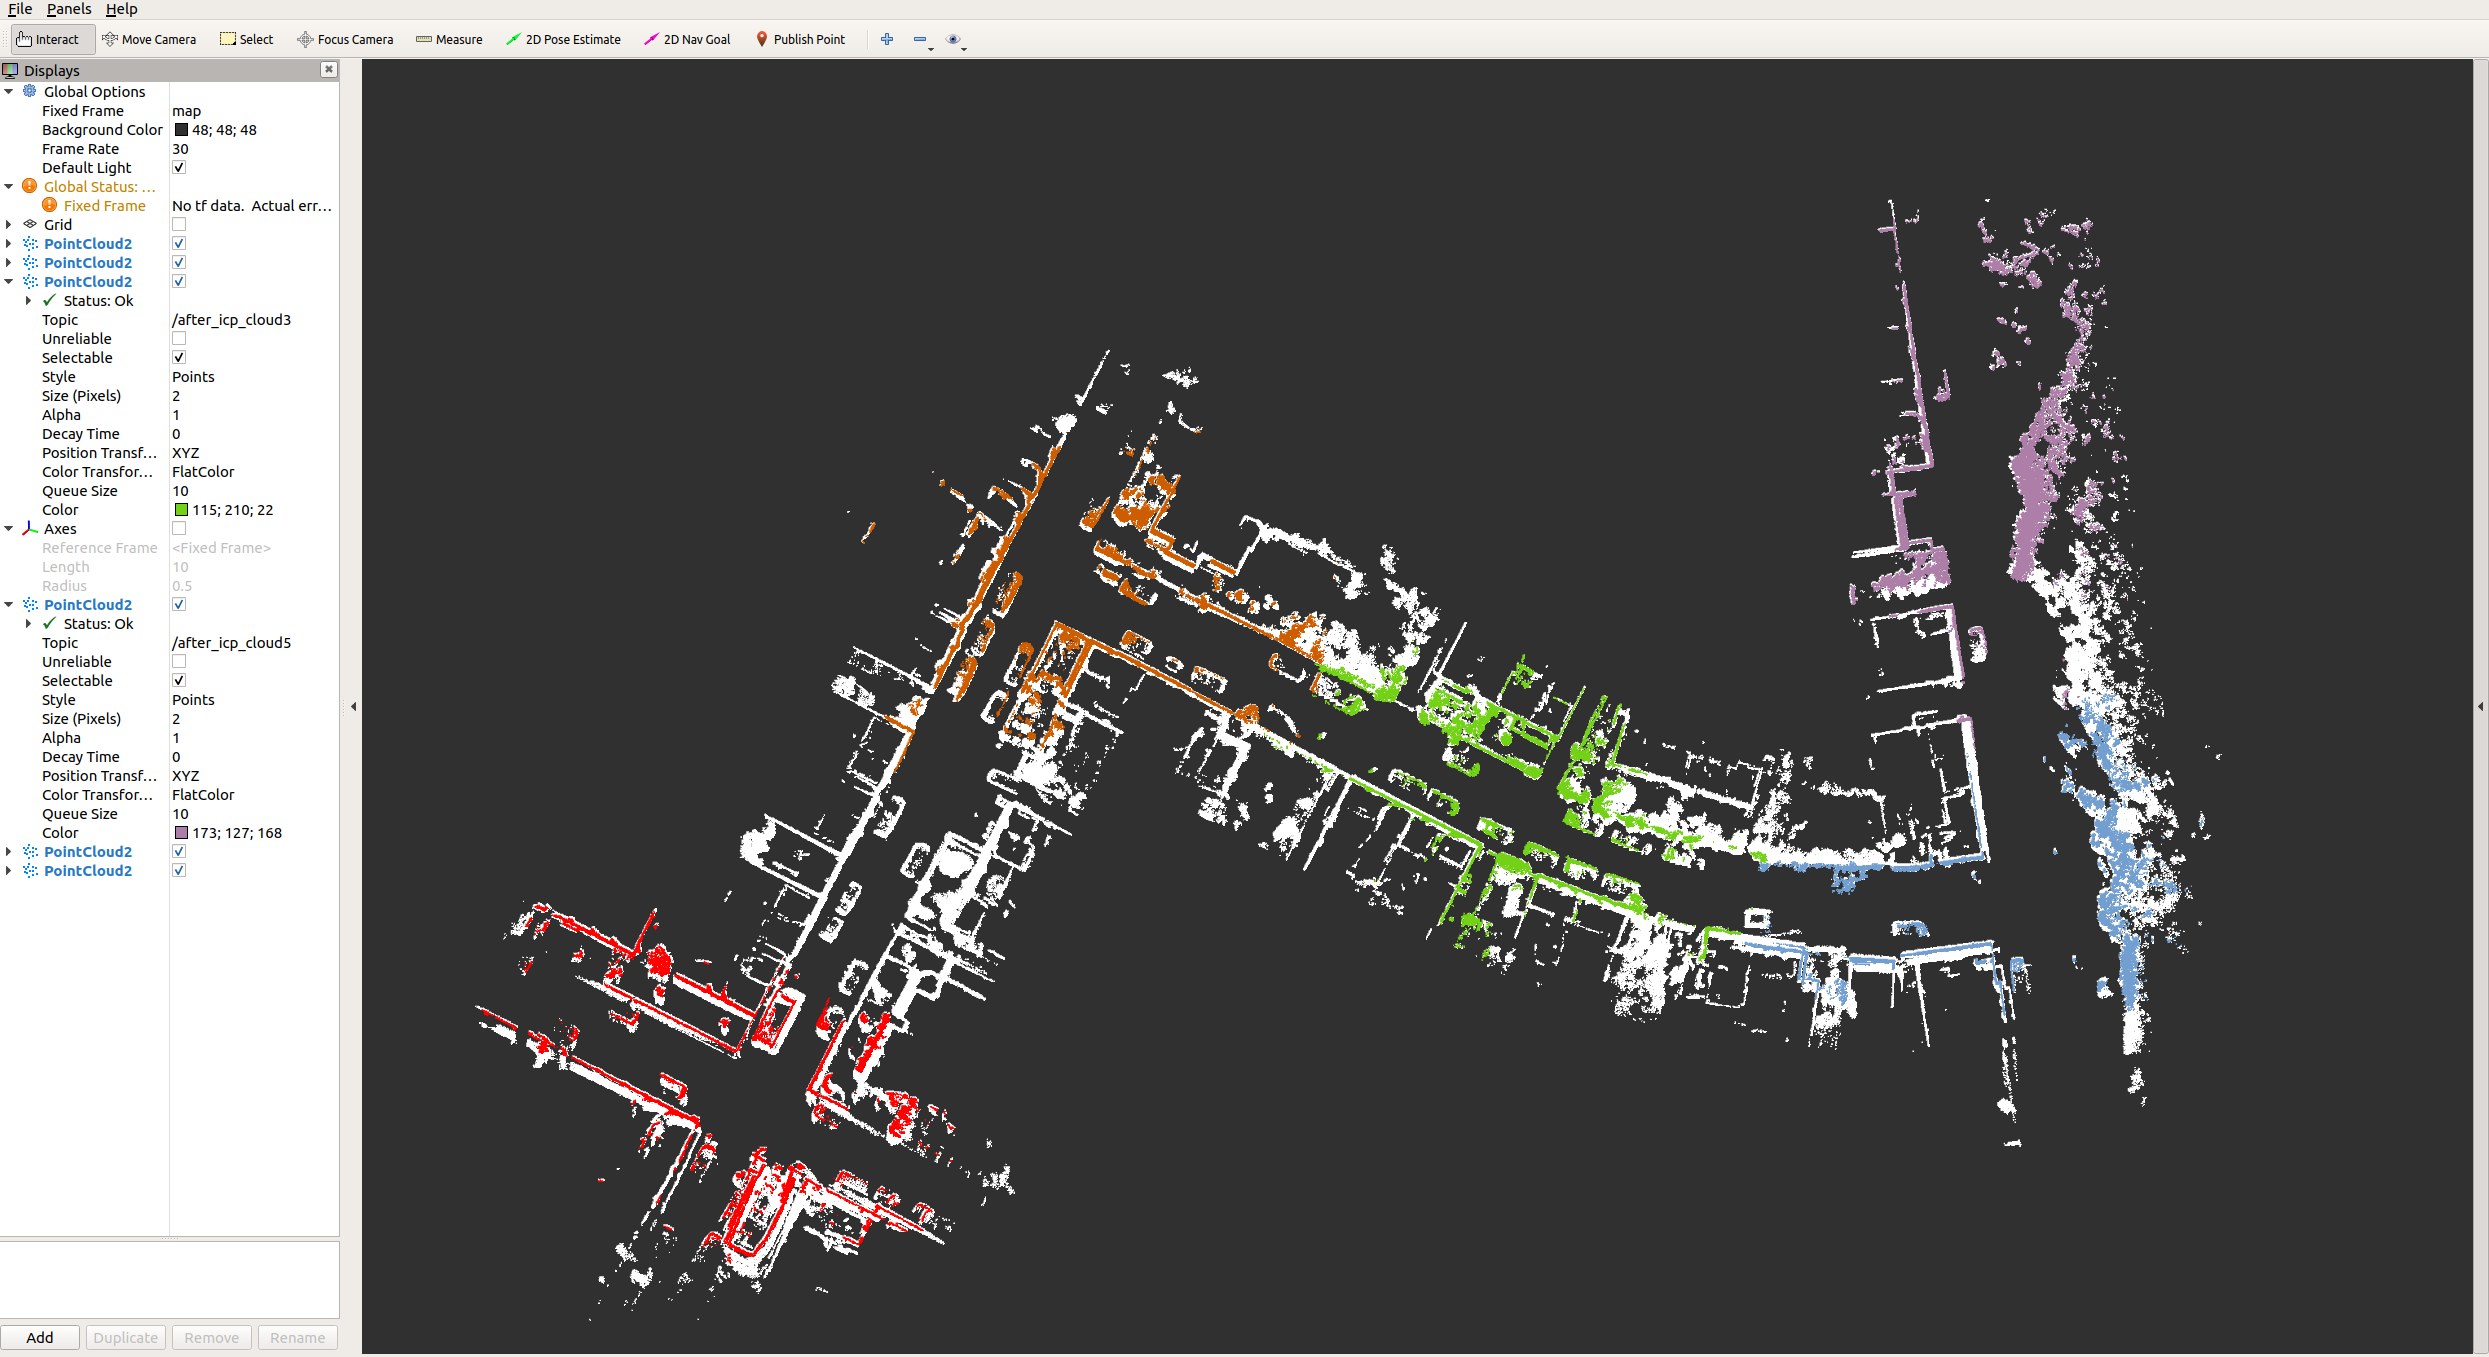 File Panels Help
Interact Move Camera Select Focus Camera Measure 2D Pose Estimate 2D Nav Goal Publish Point
Displays
Global Options
Fixed Frame map
Background Color 48; 48; 48
Frame Rate 30
Default Light
Global Status: ...
Fixed Frame No tf data. Actual err...
Grid
PointCloud2
PointCloud2
PointCloud2
Status: Ok
Topic /after_icp_cloud3
Unreliable
Selectable
Style Points
Size (Pixels) 2
Alpha 1
Decay Time 0
Position Transf... XYZ
Color Transfor... FlatColor
Queue Size 10
Color 115; 210; 22
Axes
Reference Frame <Fixed Frame>
Length 10
Radius 0.5
PointCloud2
Status: Ok
Topic /after_icp_cloud5
Unreliable
Selectable
Style Points
Size (Pixels) 2
Alpha 1
Decay Time 0
Position Transf... XYZ
Color Transfor... FlatColor
Queue Size 10
Color 173; 127; 168
PointCloud2
PointCloud2
Add Duplicate Remove Rename